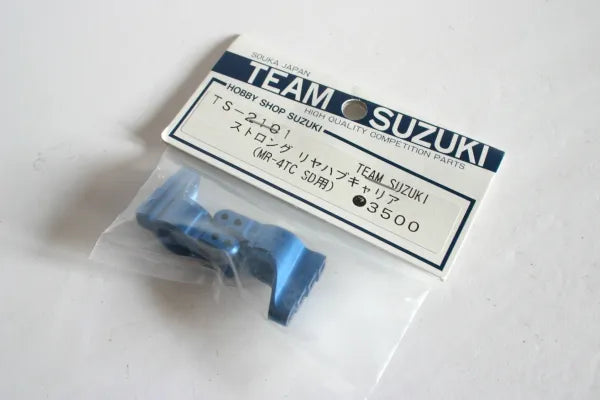 SOUKA JAPAN
TEAM SUZUKI
HOBBY SHOP SUZUKI
HIGH QUALITY COMPETITION PARTS
TEAM SUZUKI
TS-2101
ストロング リヤハブキャリア
(MR-4TC SD用)
3500